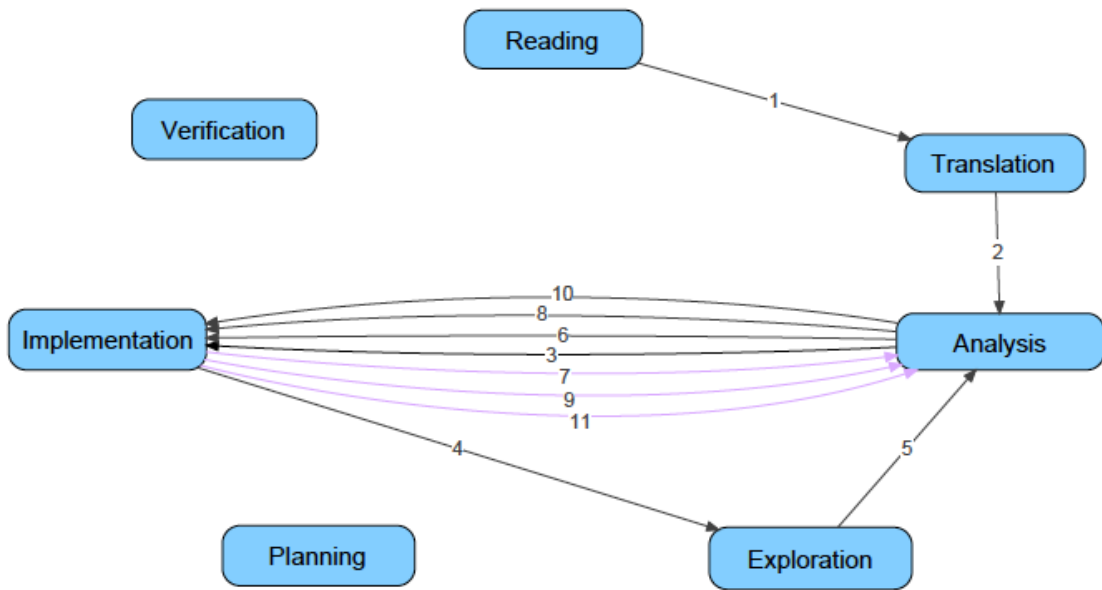 Reading
1
Verification
Translation
2
10
8
Implementation
6
Analysis
3
7
9
11
4
5
Planning
Exploration